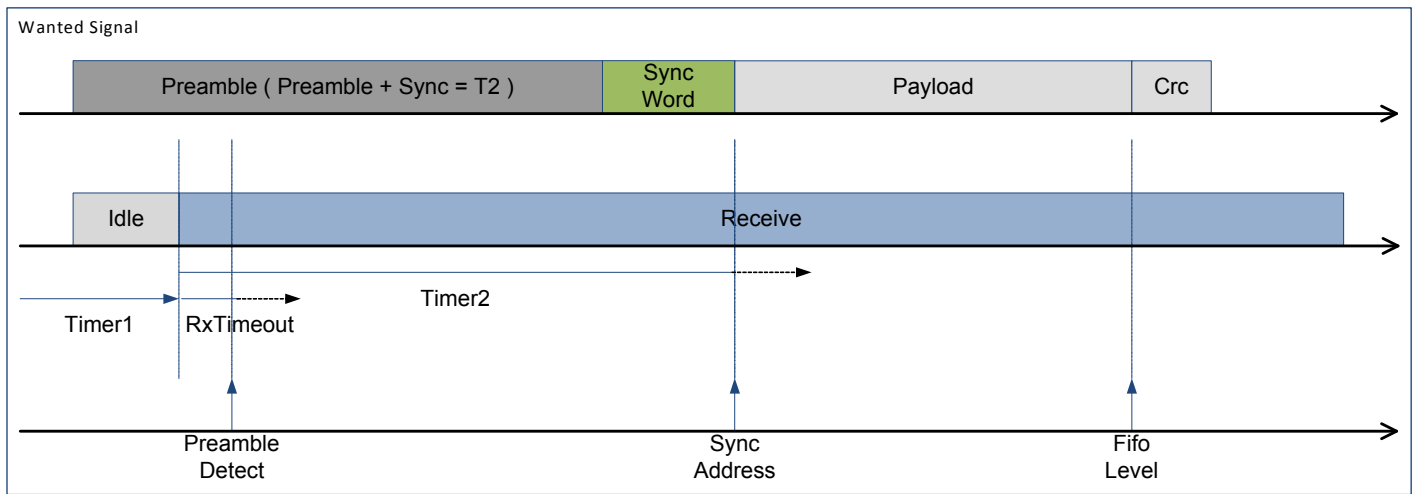 Wanted Signal
Preamble ( Preamble + Sync = T2 )
Sync
Word
Payload
Crc
Idle
Receive
Timer2
Timer1
RxTimeout
Preamble
Detect
Sync
Address
Fifo
Level